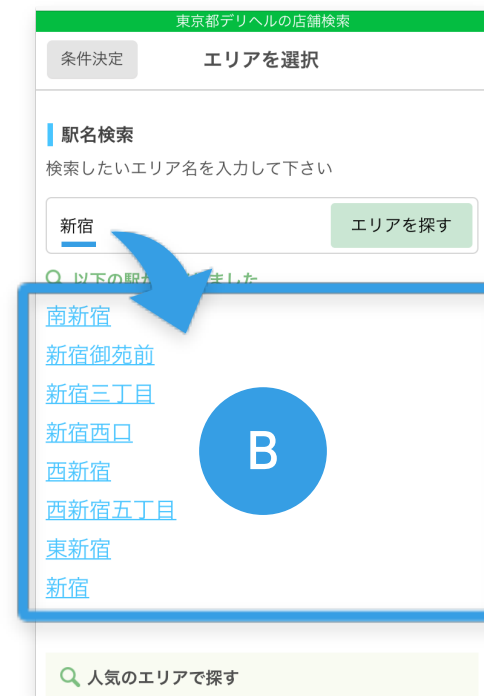 東京都デリヘルの店舗検索
条件決定
エリアを選択
駅名検索
検索したいエリア名を入力して下さい
新宿
エリアを探す
以下の駅が ました
南新宿
新宿御苑前
新宿三丁目
新宿西口
西新宿
西新宿五丁目
東新宿
新宿
B
人気のエリアで探す